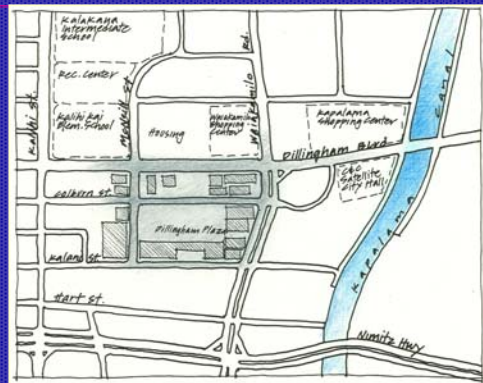 Kalakaua
Intermediate
School
Rec. Center
Kalihi Kai
Elem. School
Kalihi St.
McNeill St.
Housing
Waiakamilo
Shopping
Center
Waiakamilo
Rd.
Kapalama
Shopping Center
Dillingham Blvd.
C&C
Satellite
City Hall
Kapalama
Canal
Colburn St.
Dillingham Plaza
Kalani St.
Hart St.
Nimitz Hwy